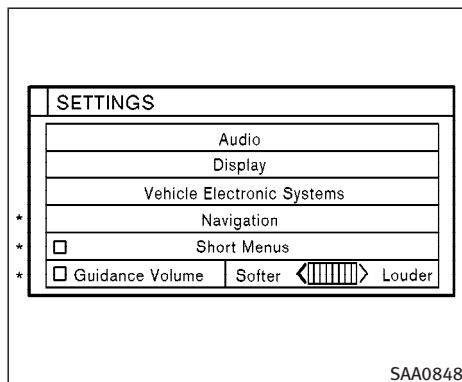 SETTINGS
Audio
Display
Vehicle Electronic Systems
* Navigation
* Short Menus
* Guidance Volume Softer Louder
SAA0848